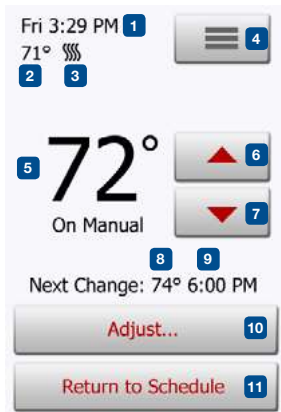 Fri 3:29 PM 1
4
71°
2 3
5 72° 6
On Manual 7
8 9
Next Change: 74° 6:00 PM
Adjust... 10
Return to Schedule 11